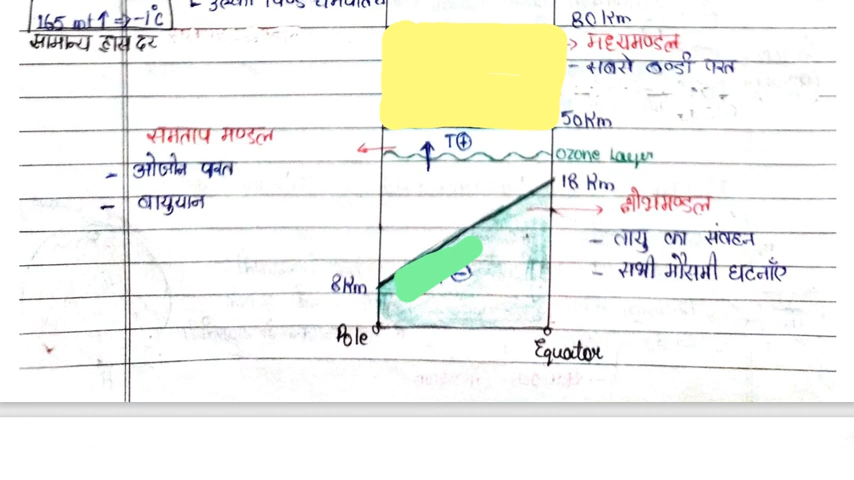 165 mt ↑ ⇒ -1°c
सामान्य ह्रास दर
80 Km
→ मध्यमण्डल
- सबसे ठण्डी परत
50 Km
समताप मण्डल
T⊕
Ozone Layer
- ओजोन परत
18 Km
- वायुयान
क्षोभमण्डल
- वायु का संवहन
- सभी मौसमी घटनाएँ
8 Km
⊖
Pole
Equator